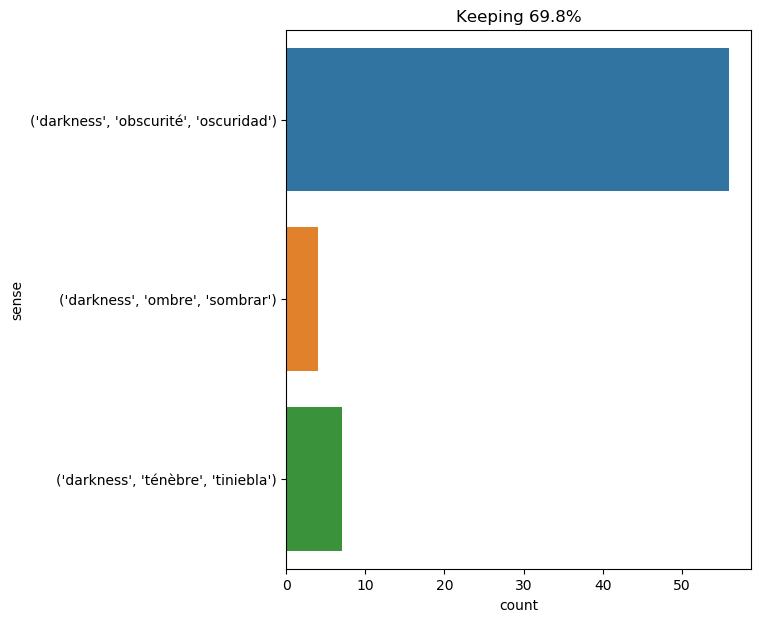 Keeping 69.8%
('darkness', 'obscurité', 'oscuridad')
('darkness', 'ombre', 'sombrar')
('darkness', 'ténèbre', 'tiniebla')
sense
0 10 20 30 40 50
count